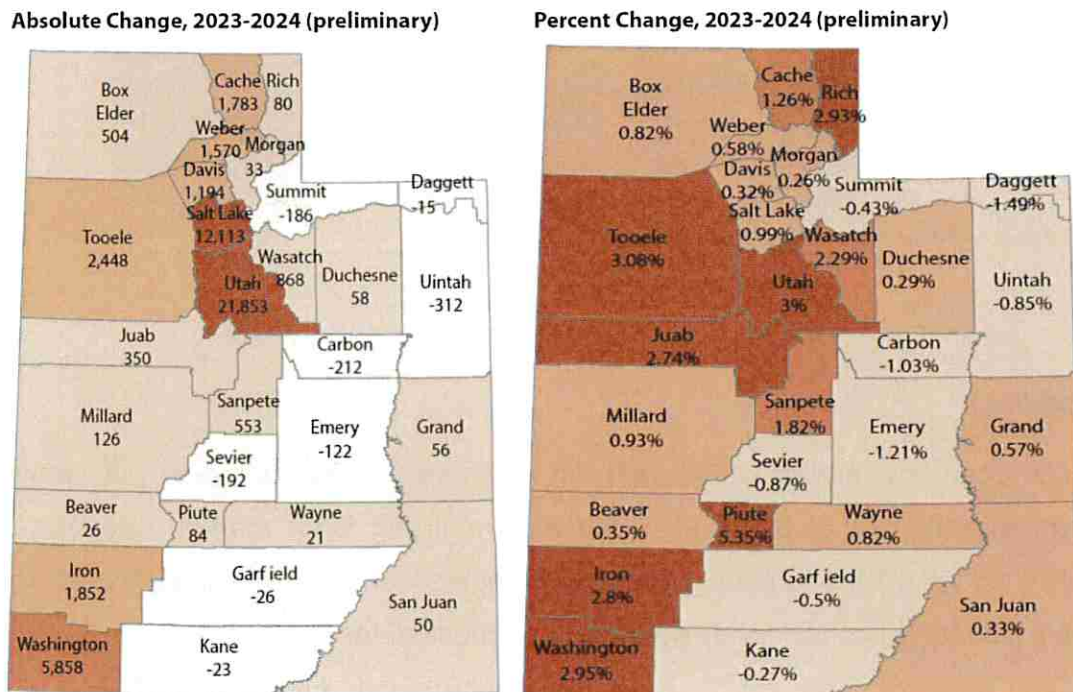 Absolute Change, 2023-2024 (preliminary)
Box
Elder
504
Cache
1,783
Rich
80
Weber
1,570
Morgan
33
Davis
1,194
Summit
-186
Daggett
-15
Salt Lake
12,113
Tooele
2,448
Wasatch
868
Duchesne
58
Uintah
-312
Utah
21,853
Juab
350
Carbon
-212
Millard
126
Sanpete
553
Emery
-122
Grand
56
Sevier
-192
Beaver
26
Piute
84
Wayne
21
Iron
1,852
Garf ield
-26
San Juan
50
Washington
5,858
Kane
-23
Percent Change, 2023-2024 (preliminary)
Box
Elder
0.82%
Cache
1.26%
Rich
2.93%
Weber
0.58%
Morgan
0.26%
Davis
0.32%
Summit
-0.43%
Daggett
-1.49%
Salt Lake
0.99%
Tooele
3.08%
Wasatch
2.29%
Duchesne
0.29%
Uintah
-0.85%
Utah
3%
Juab
2.74%
Carbon
-1.03%
Millard
0.93%
Sanpete
1.82%
Emery
-1.21%
Grand
0.57%
Sevier
-0.87%
Beaver
0.35%
Piute
5.35%
Wayne
0.82%
Iron
2.8%
Garf ield
-0.5%
San Juan
0.33%
Washington
2.95%
Kane
-0.27%